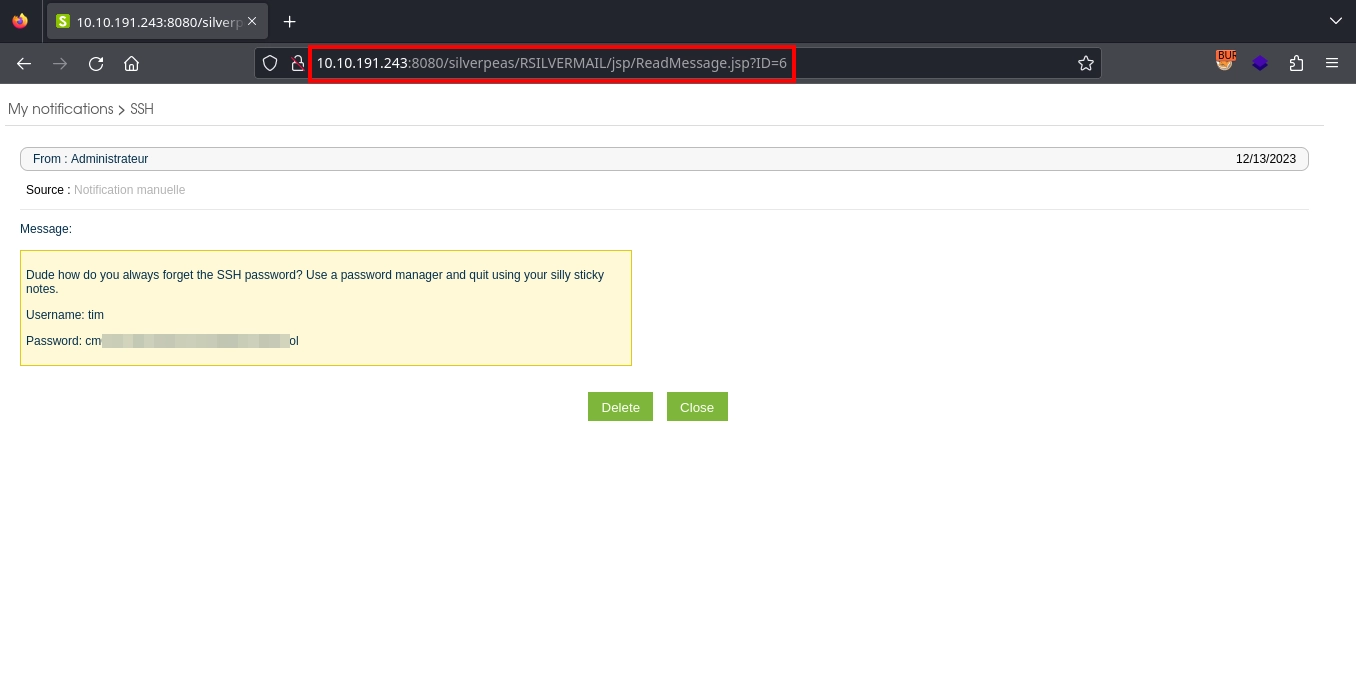 10.10.191.243:8080/silverp
10.10.191.243:8080/silverpeas/RSILVERMAIL/jsp/ReadMessage.jsp?ID=6
BUR
My notifications > SSH
From : Administrateur
12/13/2023
Source : Notification manuelle
Message:
Dude how do you always forget the SSH password? Use a password manager and quit using your silly sticky
notes.
Username: tim
Password: cm ol
Delete
Close